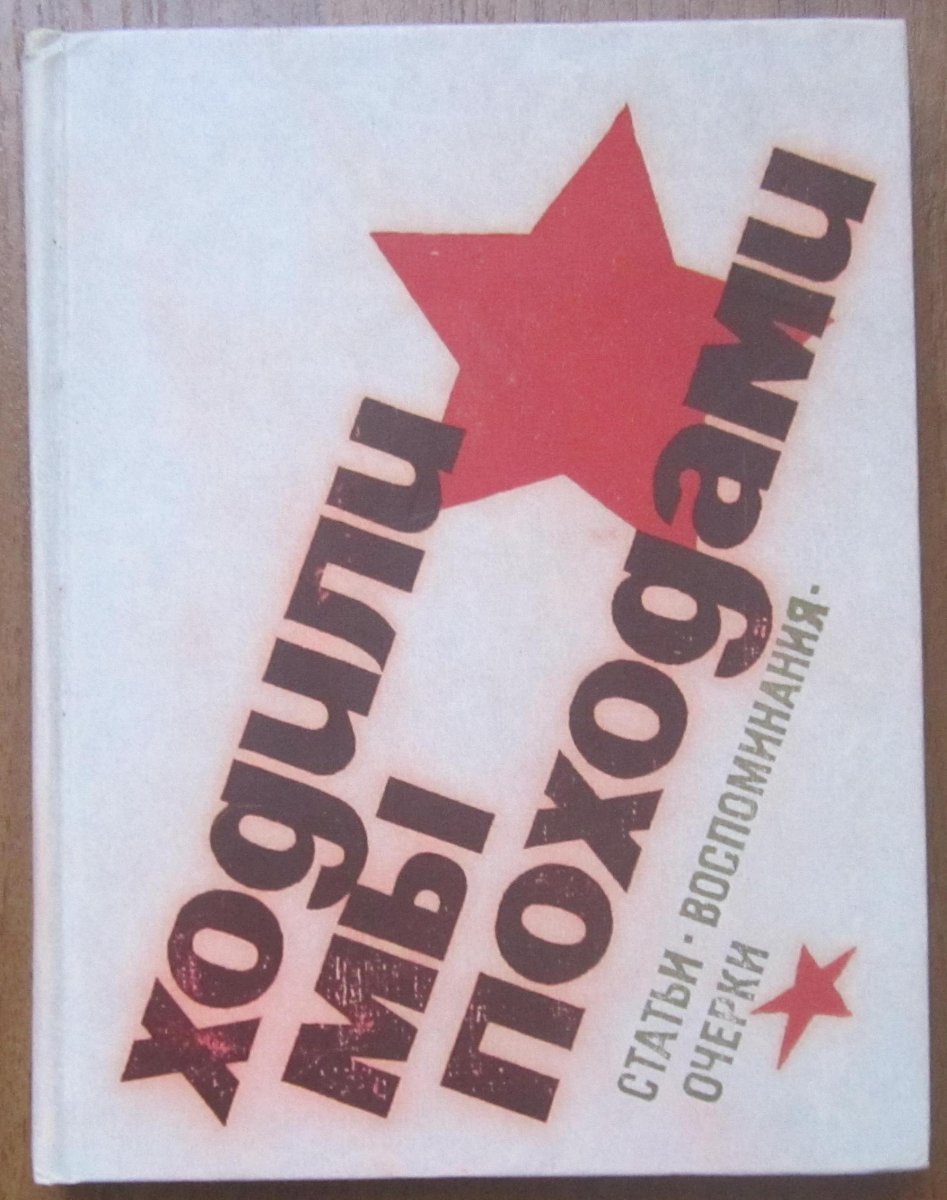 ходили
мы
походами
СТАТЬИ · ВОСПОМИНАНИЯ ·
ОЧЕРКИ